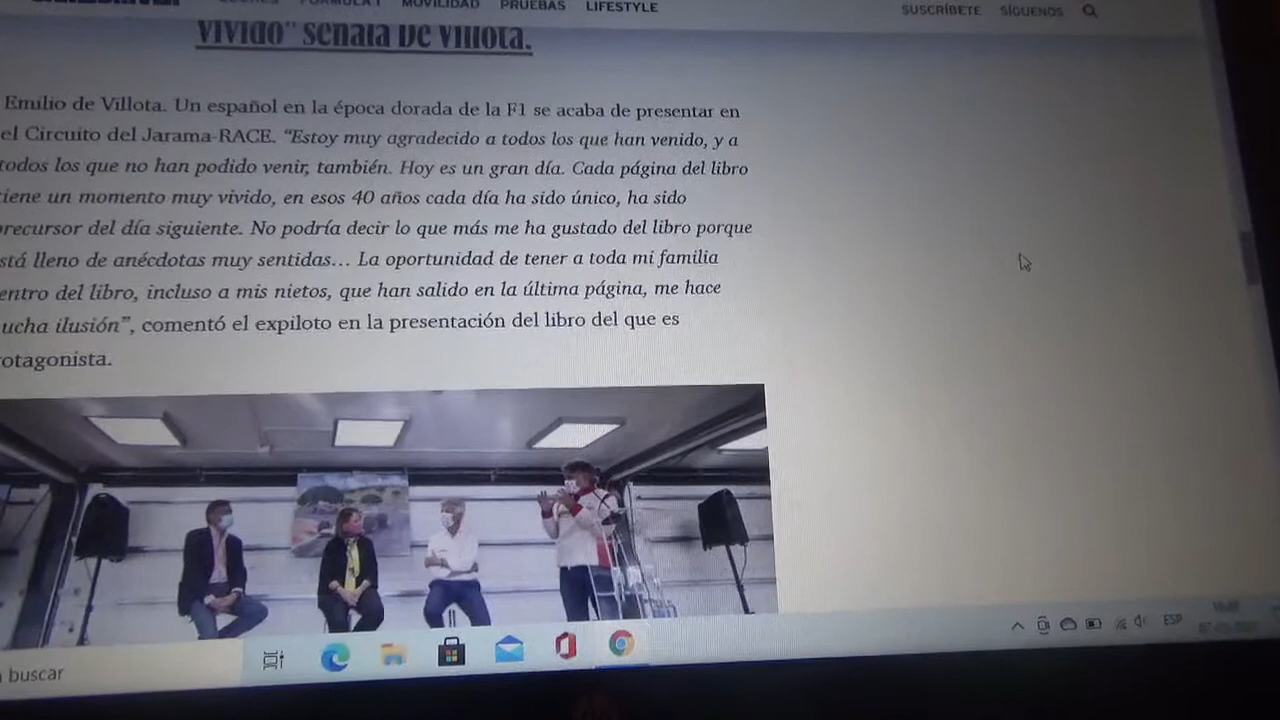 FÓRMULA 1 MOVILIDAD PRUEBAS LIFESTYLE SUSCRÍBETE SÍGUENOS
vivido" señala De Villota.
Emilio de Villota. Un español en la época dorada de la F1 se acaba de presentar en
el Circuito del Jarama-RACE. “Estoy muy agradecido a todos los que han venido, y a
todos los que no han podido venir, también. Hoy es un gran día. Cada página del libro
iene un momento muy vivido, en esos 40 años cada día ha sido único, ha sido
recursor del día siguiente. No podría decir lo que más me ha gustado del libro porque
stá lleno de anécdotas muy sentidas… La oportunidad de tener a toda mi familia
entro del libro, incluso a mis nietos, que han salido en la última página, me hace
ucha ilusión”, comentó el expiloto en la presentación del libro del que es
otagonista.
buscar
ESP